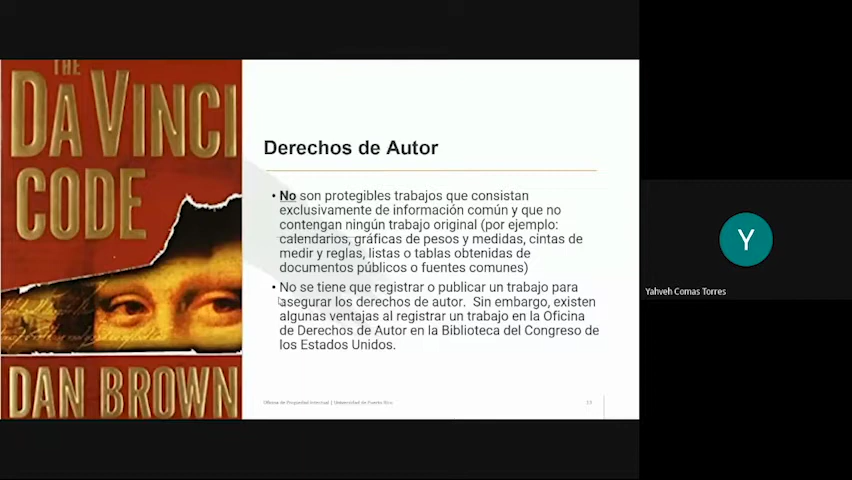 THE
DA VINCI
CODE
DAN BROWN
Derechos de Autor
• No son protegibles trabajos que consistan
exclusivamente de información común y que no
contengan ningún trabajo original (por ejemplo:
calendarios, gráficas de pesos y medidas, cintas de
medir y reglas, listas o tablas obtenidas de
documentos públicos o fuentes comunes)
• No se tiene que registrar o publicar un trabajo para
asegurar los derechos de autor. Sin embargo, existen
algunas ventajas al registrar un trabajo en la Oficina
de Derechos de Autor en la Biblioteca del Congreso de
los Estados Unidos.
Oficina de Propiedad Intelectual | Universidad de Puerto Rico
Y
Yahveh Comas Torres